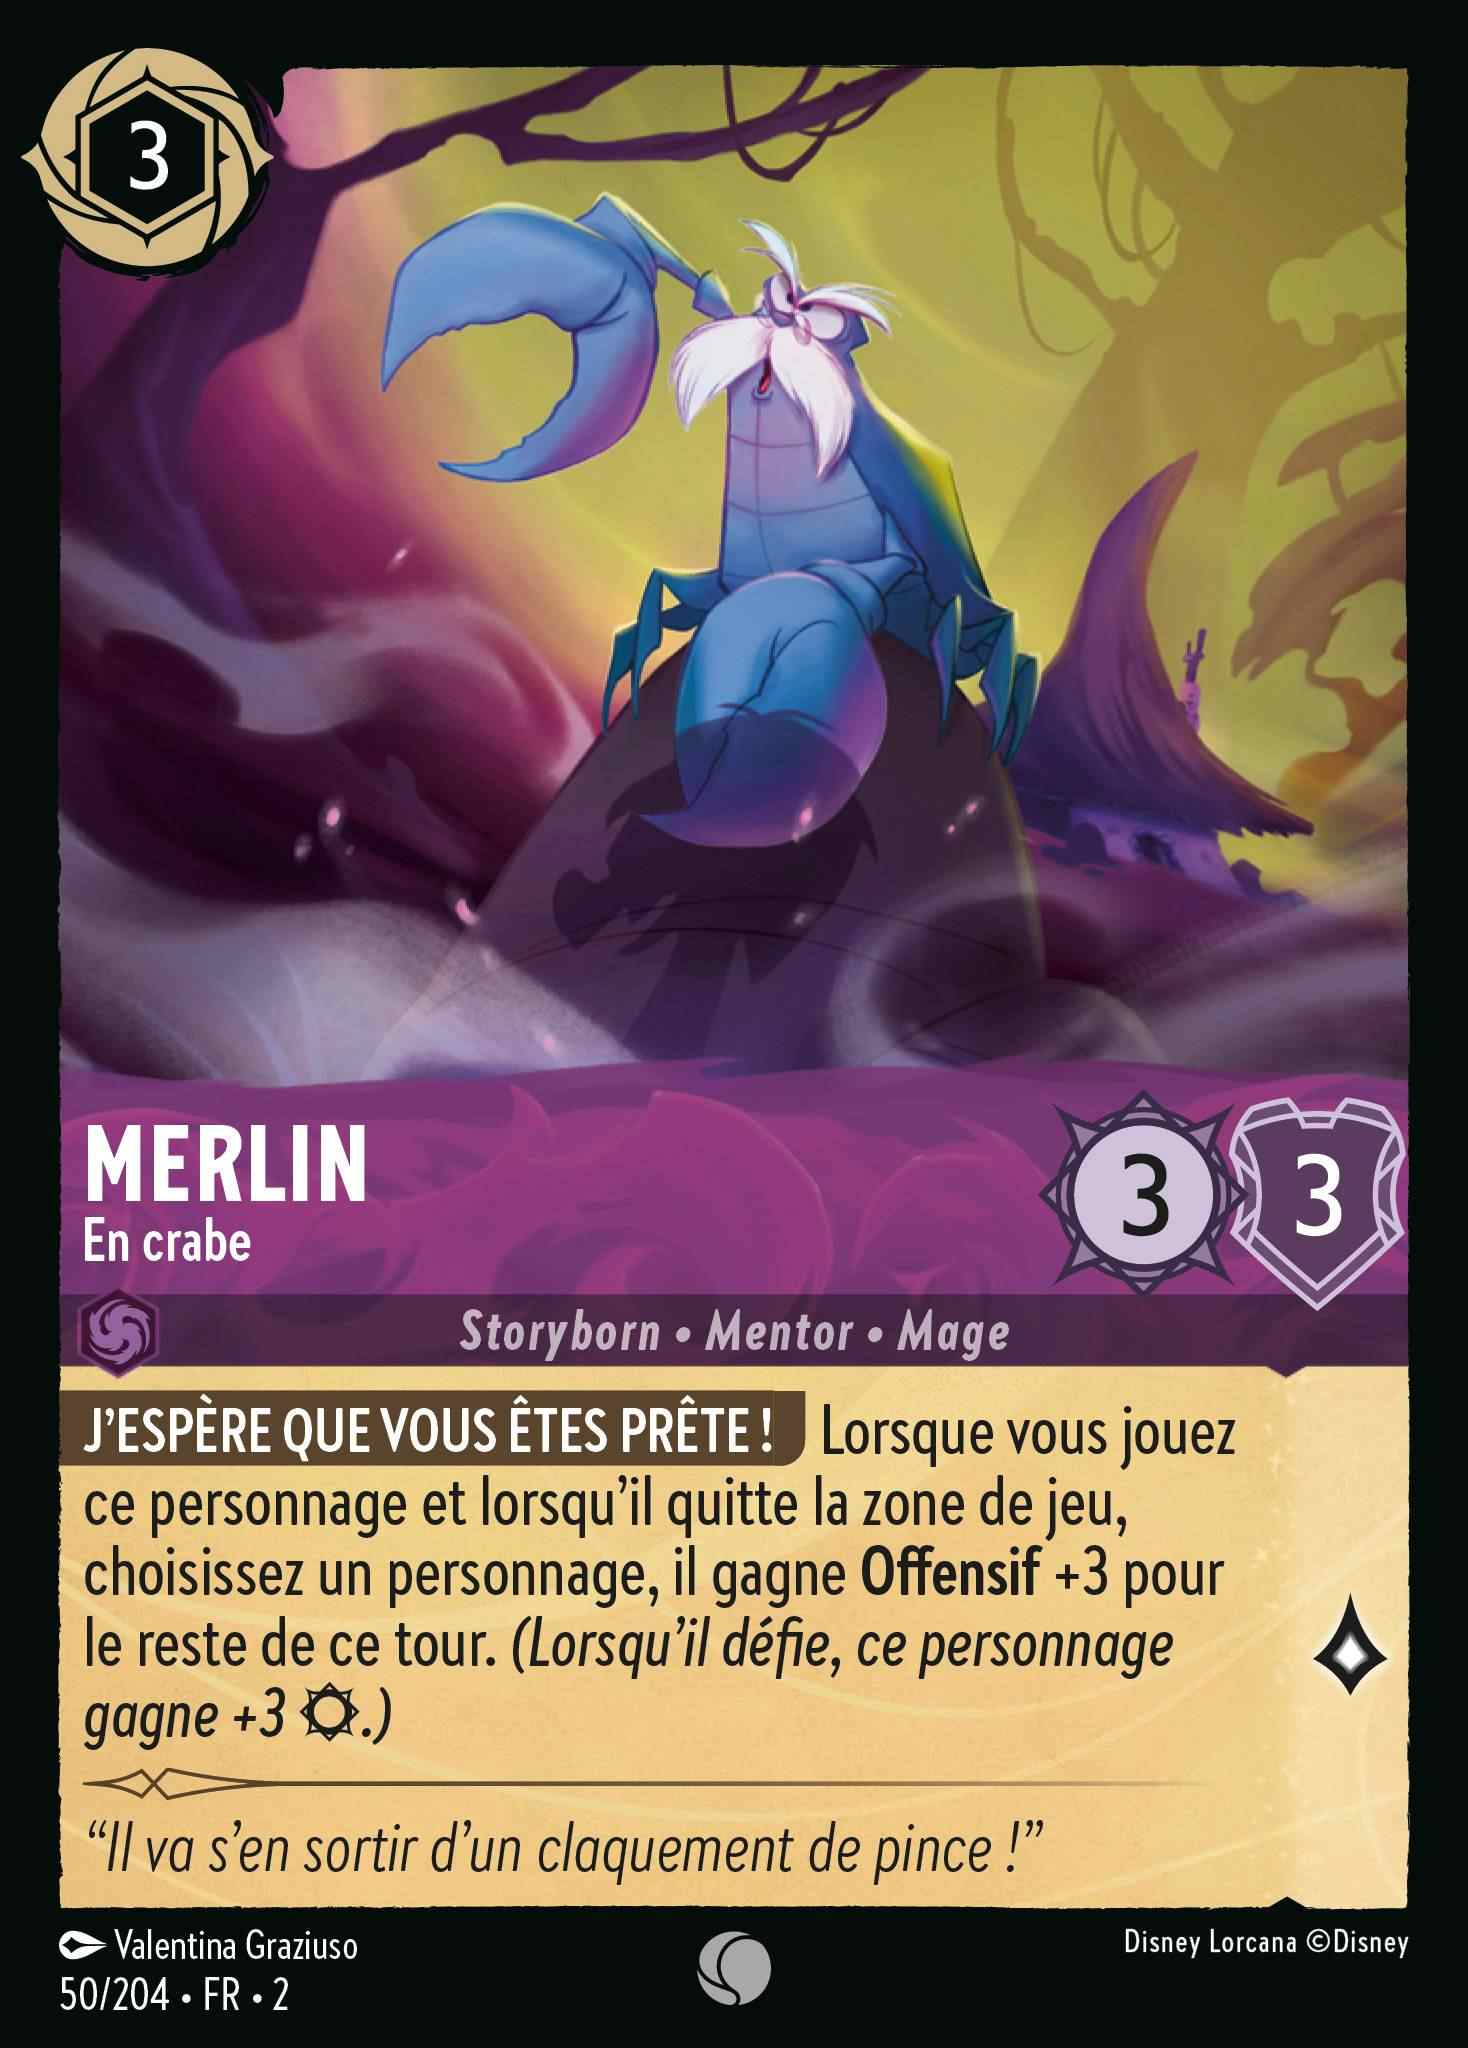 3
MERLIN
En crabe
3
3
Storyborn • Mentor • Mage
J’ESPÈRE QUE VOUS ÊTES PRÊTE ! Lorsque vous jouez
ce personnage et lorsqu’il quitte la zone de jeu,
choisissez un personnage, il gagne Offensif +3 pour
le reste de ce tour. (Lorsqu’il défie, ce personnage
gagne +3 .)
“Il va s’en sortir d’un claquement de pince !”
Valentina Graziuso
Disney Lorcana ©Disney
50/204 • FR • 2